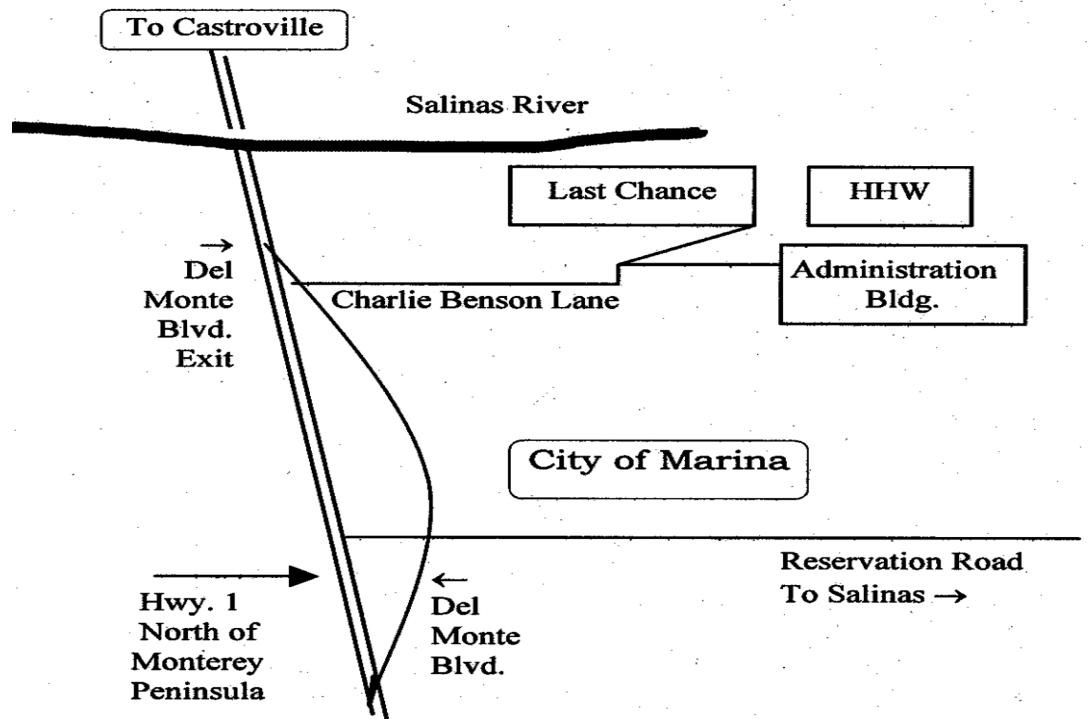 To Castroville
Salinas River
Last Chance
HHW
→
Del
Monte
Blvd.
Exit
Charlie Benson Lane
Administration
Bldg.
City of Marina
Reservation Road
To Salinas →
Hwy. 1
North of
Monterey
Peninsula
←
Del
Monte
Blvd.